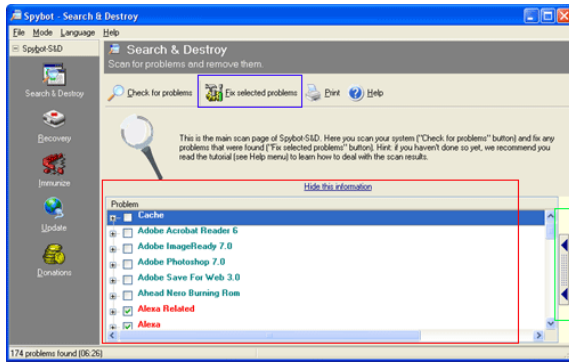 Spybot - Search & Destroy
File Mode Language Help
Spybot-S&D
Search & Destroy
Scan for problems and remove them.
Search & Destroy
Check for problems Fix selected problems Print Help
Recovery
This is the main scan page of Spybot-S&D. Here you scan your system ("Check for problems" button) and fix any
problems that were found ("Fix selected problems" button). Hint: if you haven't done so yet, we recommend you
read the tutorial (see Help menu) to learn how to deal with the scan results.
Immunize
Hide this information
Problem
Cache
Update
Adobe Acrobat Reader 6
Adobe ImageReady 7.0
Adobe Photoshop 7.0
Donations
Adobe Save For Web 3.0
Ahead Nero Burning Rom
Alexa Related
Alexa
174 problems found (06:26)